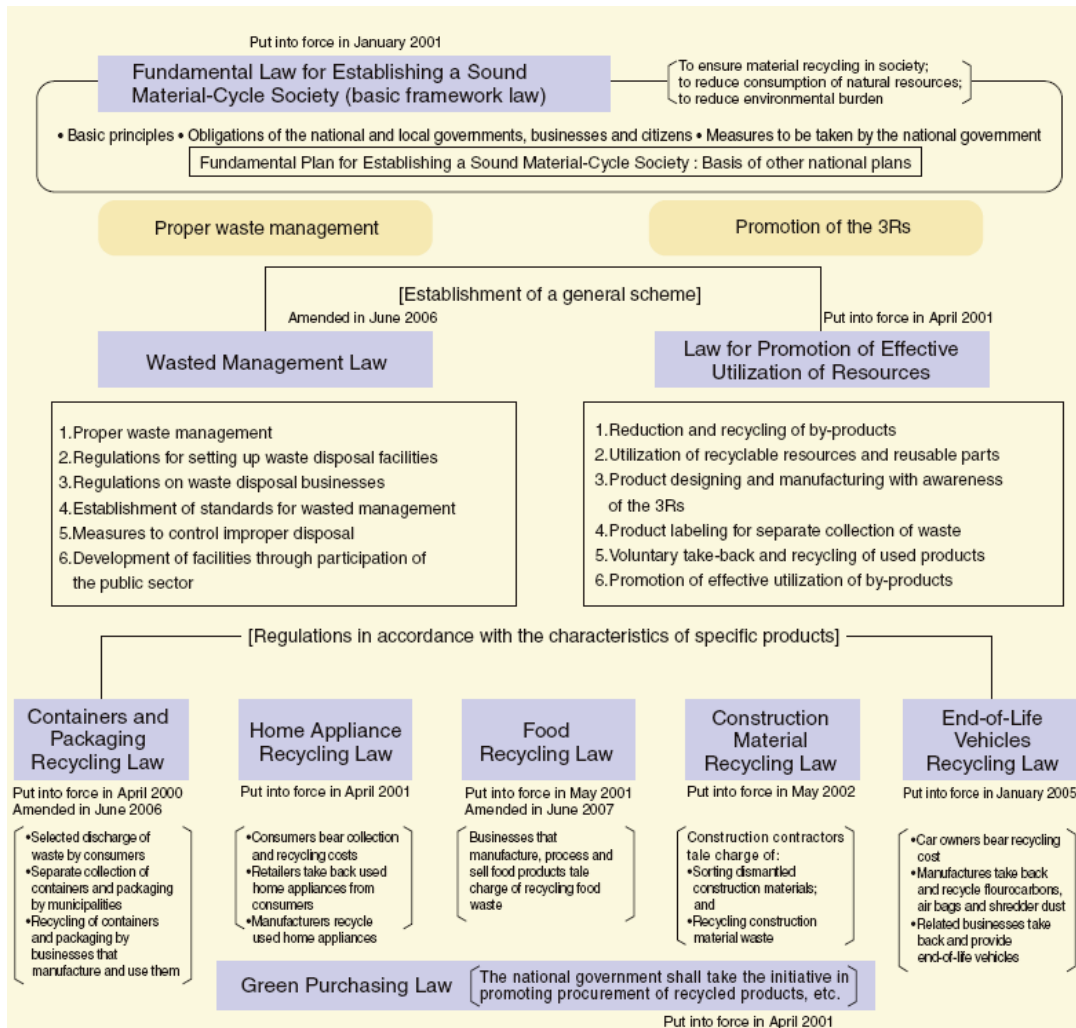 Put into force in January 2001
Fundamental Law for Establishing a Sound
Material-Cycle Society (basic framework law)
To ensure material recycling in society;
to reduce consumption of natural resources;
to reduce environmental burden
• Basic principles • Obligations of the national and local governments, businesses and citizens • Measures to be taken by the national government
Fundamental Plan for Establishing a Sound Material-Cycle Society : Basis of other national plans
Proper waste management
Promotion of the 3Rs
[Establishment of a general scheme]
Amended in June 2006
Wasted Management Law
1.Proper waste management
2.Regulations for setting up waste disposal facilities
3.Regulations on waste disposal businesses
4.Establishment of standards for wasted management
5.Measures to control improper disposal
6.Development of facilities through participation of
the public sector
Put into force in April 2001
Law for Promotion of Effective
Utilization of Resources
1.Reduction and recycling of by-products
2.Utilization of recyclable resources and reusable parts
3.Product designing and manufacturing with awareness
of the 3Rs
4.Product labeling for separate collection of waste
5.Voluntary take-back and recycling of used products
6.Promotion of effective utilization of by-products
[Regulations in accordance with the characteristics of specific products]
Containers and
Packaging
Recycling Law
Put into force in April 2000
Amended in June 2006
•Selected discharge of
waste by consumers
•Separate collection of
containers and packaging
by municipalities
•Recycling of containers
and packaging by
businesses that
manufacture and use them
Home Appliance
Recycling Law
Put into force in April 2001
•Consumers bear collection
and recycling costs
•Retailers take back used
home appliances from
consumers
•Manufacturers recycle
used home appliances
Food
Recycling Law
Put into force in May 2001
Amended in June 2007
Businesses that
manufacture, process and
sell food products tale
charge of recycling food
waste
Construction
Material
Recycling Law
Put into force in May 2002
Construction contractors
tale charge of:
•Sorting dismantled
construction materials;
and
•Recycling construction
material waste
End-of-Life
Vehicles
Recycling Law
Put into force in January 2005
•Car owners bear recycling
cost
•Manufactures take back
and recycle flourocarbons,
air bags and shredder dust
•Related businesses take
back and provide
end-of-life vehicles
Green Purchasing Law
The national government shall take the initiative in
promoting procurement of recycled products, etc.
Put into force in April 2001